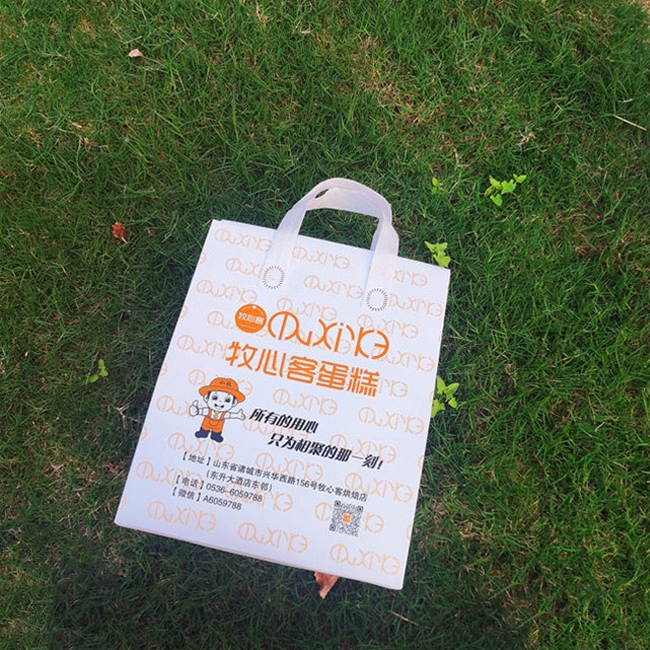 牧心客
muxinke
牧心客蛋糕
所有的用心
只为相聚的那一刻!
【地址】山东省诸城市兴华西路156号牧心客烘焙店
(东升大酒店东邻)
【电话】0536-6059788
【微信】A6059788